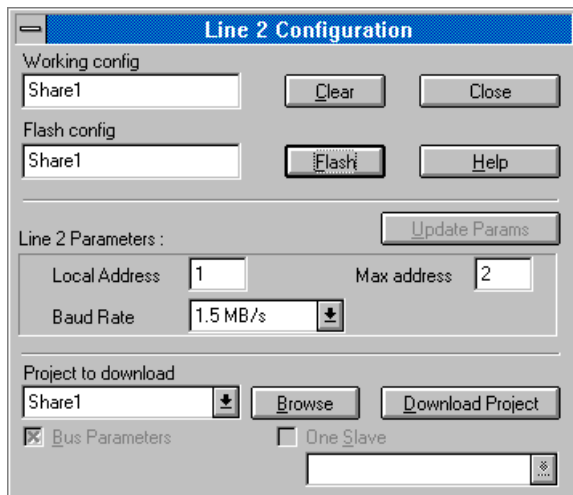 Line 2 Configuration
Working config
Share1
Clear
Close
Flash config
Share1
Flash
Help
Update Params
Line 2 Parameters :
Local Address
1
Max address
2
Baud Rate
1.5 MB/s
Project to download
Share1
Browse
Download Project
Bus Parameters
One Slave